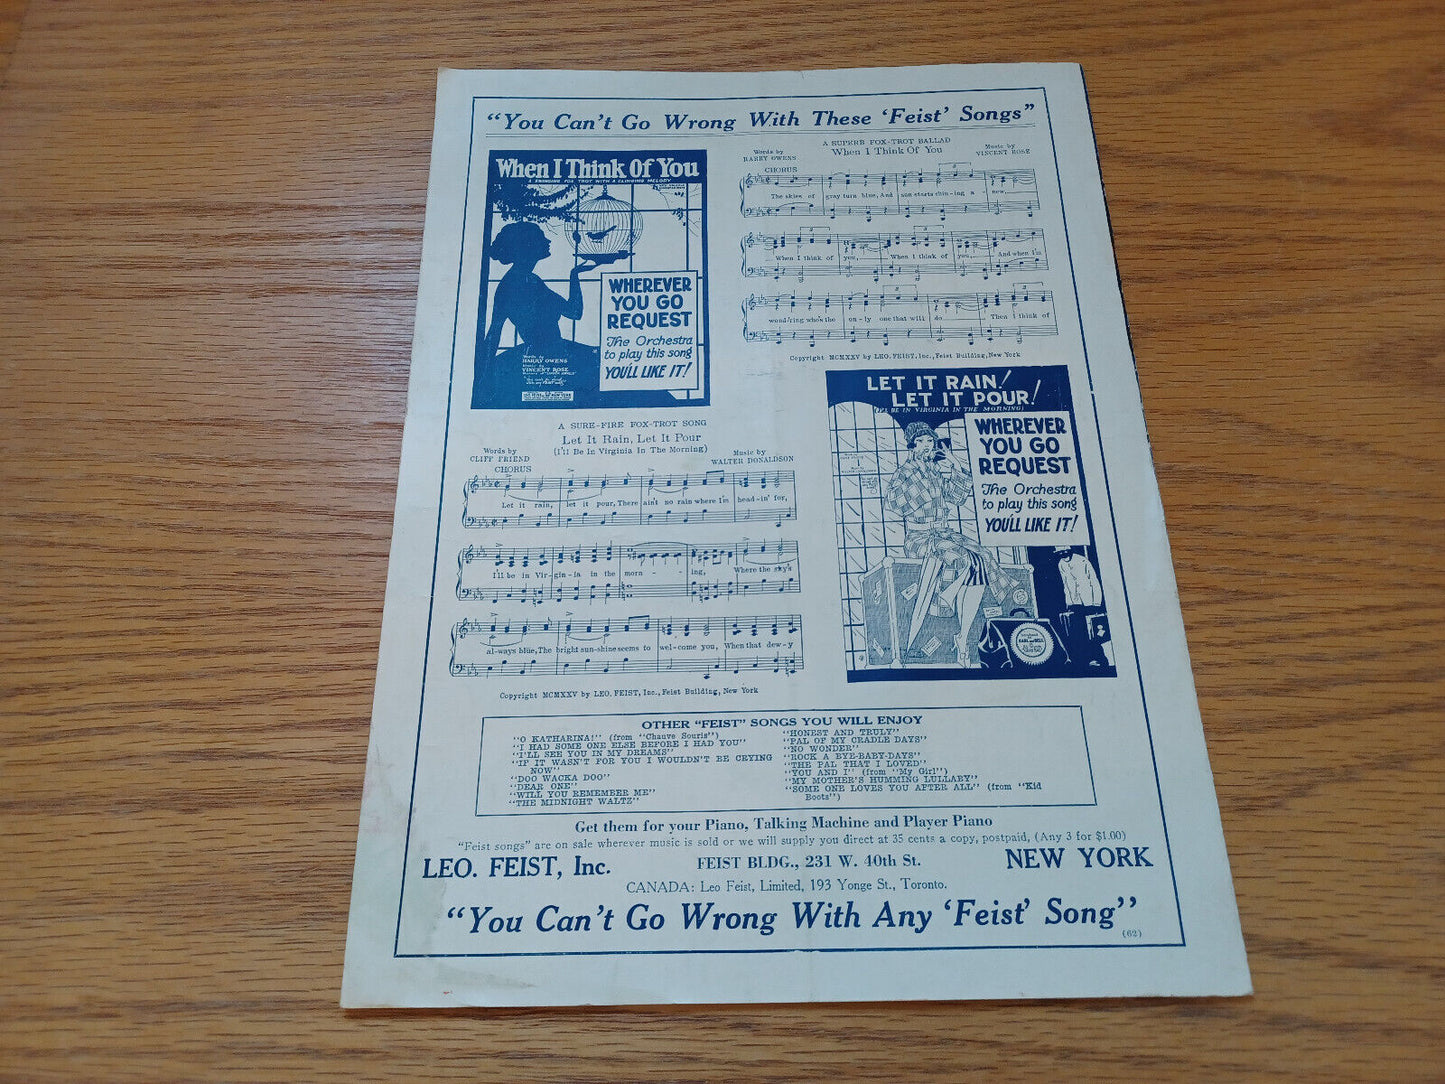 "You Can't Go Wrong With These 'Feist' Songs"
When I Think Of You
A SWINGING FOX TROT WITH A CLINGING MELODY
WHEREVER
YOU GO
REQUEST
The Orchestra
to play this song
YOU'LL LIKE IT!
Words by
HARRY OWENS
Music by
VINCENT ROSE
A SUPERB FOX-TROT BALLAD
When I Think Of You
Words by
HARRY OWENS
Music by
VINCENT ROSE
CHORUS
The skies of gray turn blue, And sun starts shin-ing a - new,
When I think of you, When I think of you, And when I'm
wond'ring who's the on-ly one that will do Then I think of
Copyright MCMXXV by LEO. FEIST, Inc., Feist Building, New York
LET IT RAIN!
LET IT POUR!
(I'LL BE IN VIRGINIA IN THE MORNING)
WHEREVER
YOU GO
REQUEST
The Orchestra
to play this song
YOU'LL LIKE IT!
A SURE-FIRE FOX-TROT SONG
Let It Rain, Let It Pour
(I'll Be In Virginia In The Morning)
Words by
CLIFF FRIEND
Music by
WALTER DONALDSON
CHORUS
Let it rain, let it pour, There ain't no rain where I'm head-in' for,
I'll be in Vir-gin-ia in the morn - ing, Where the sky's
al-ways blue, The bright sun-shine seems to wel-come you, When that dew-y
Copyright MCMXXV by LEO. FEIST, Inc., Feist Building, New York
OTHER "FEIST" SONGS YOU WILL ENJOY
"O KATHARINA!" (from "Chauve Souris")
"I HAD SOME ONE ELSE BEFORE I HAD YOU"
"I'LL SEE YOU IN MY DREAMS"
"IF IT WASN'T FOR YOU I WOULDN'T BE CRYING
NOW"
"DOO WACKA DOO"
"DEAR ONE"
"WILL YOU REMEMBER ME"
"THE MIDNIGHT WALTZ"
"HONEST AND TRULY"
"PAL OF MY CRADLE DAYS"
"NO WONDER"
"ROCK A BYE-BABY-DAYS"
"THE PAL THAT I LOVED"
"YOU AND I" (from "My Girl")
"MY MOTHER'S HUMMING LULLABY"
"SOME ONE LOVES YOU AFTER ALL" (from "Kid
Boots")
Get them for your Piano, Talking Machine and Player Piano
"Feist songs" are on sale wherever music is sold or we will supply you direct at 35 cents a copy, postpaid, (Any 3 for $1.00)
LEO. FEIST, Inc. FEIST BLDG., 231 W. 40th St. NEW YORK
CANADA: Leo Feist, Limited, 193 Yonge St., Toronto.
"You Can't Go Wrong With Any 'Feist' Song"
(62)